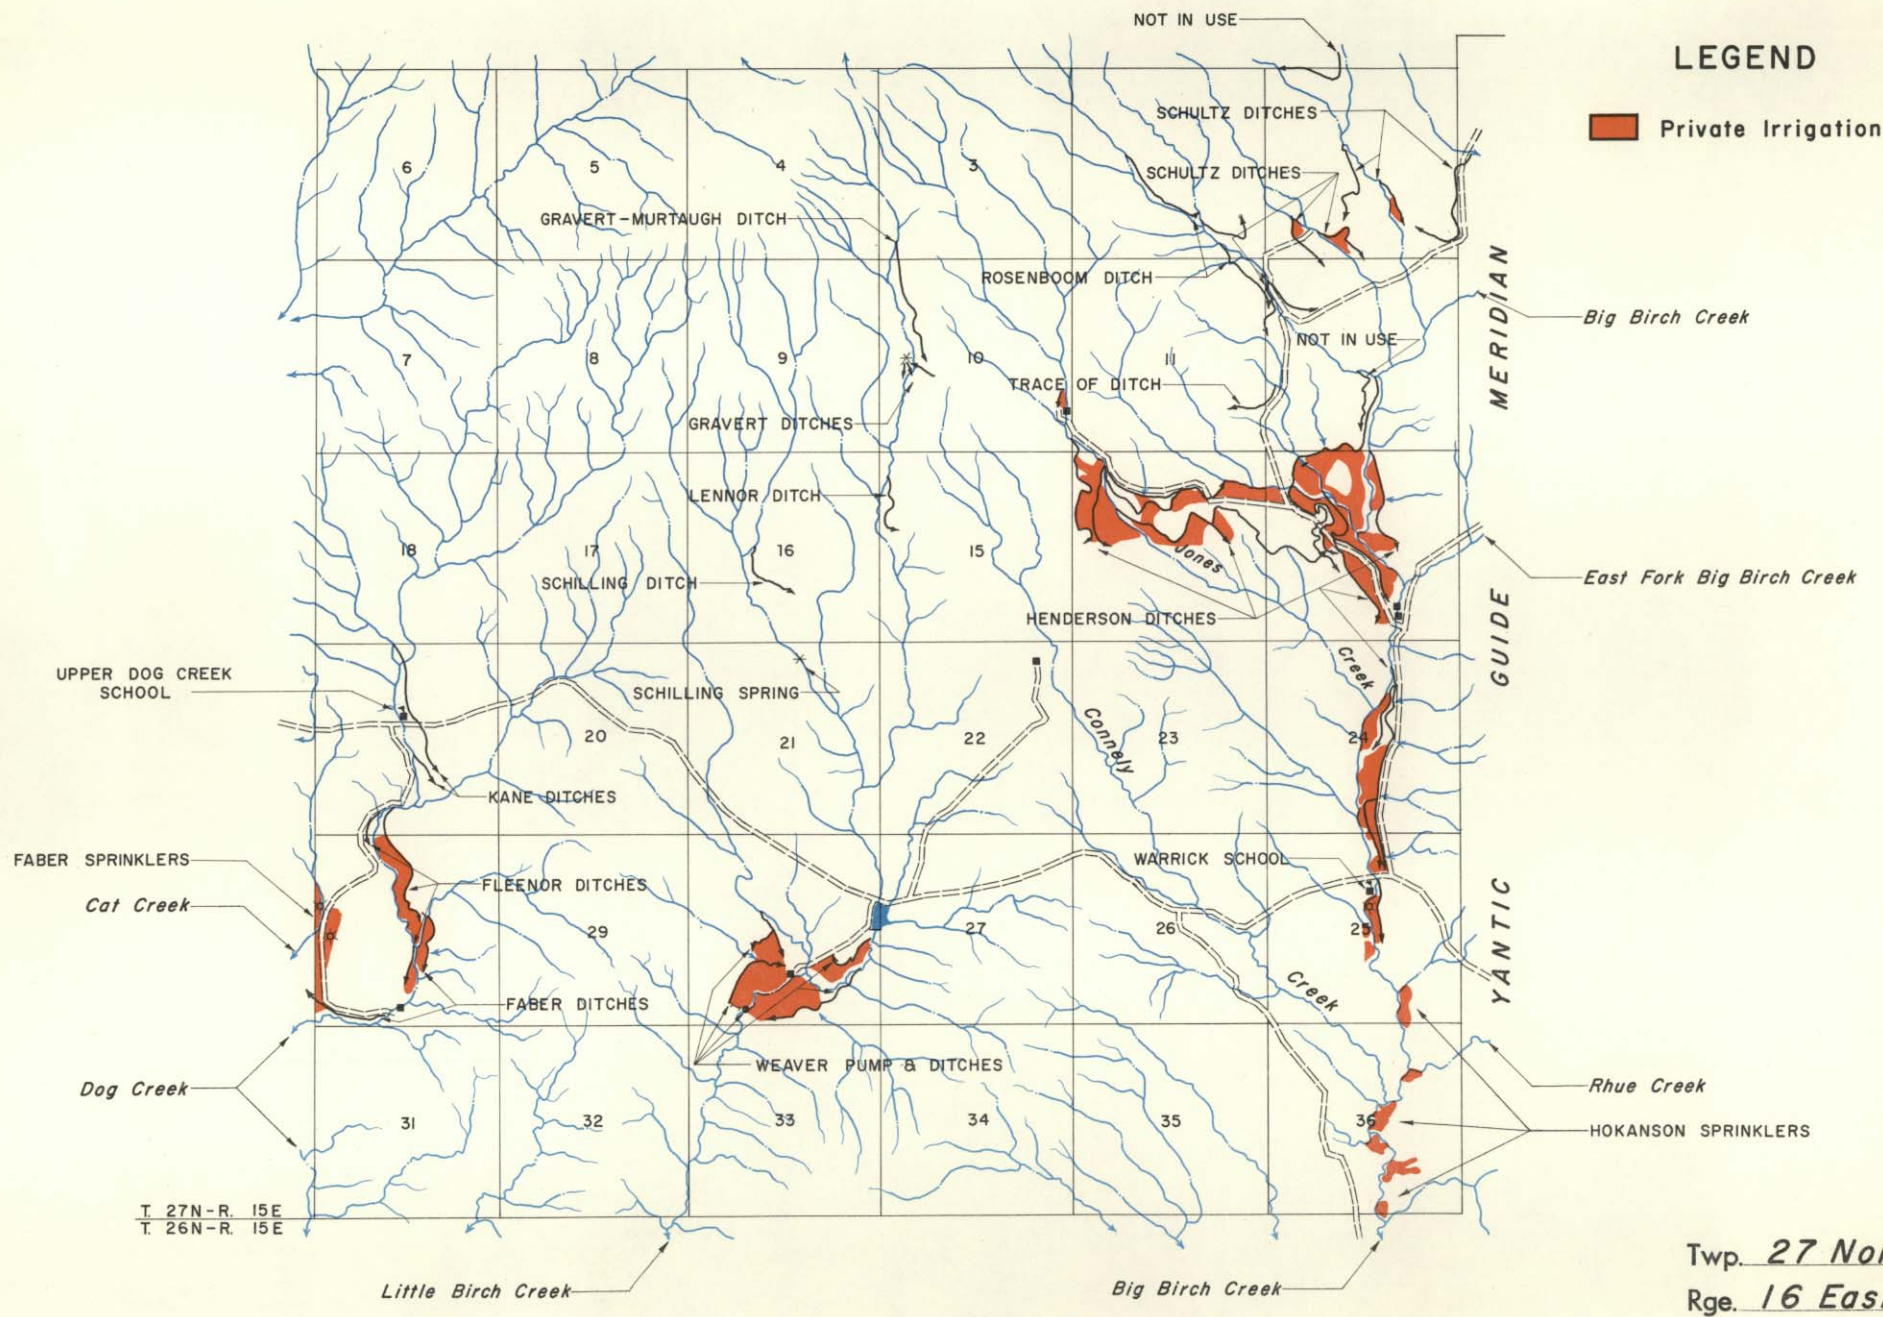 NOT IN USE
LEGEND
Private Irrigation
SCHULTZ DITCHES
6
5
4
3
SCHULTZ DITCHES
GRAVERT-MURTAUGH DITCH
ROSENBOOM DITCH
Big Birch Creek
NOT IN USE
7
8
9
10
11
TRACE OF DITCH
GRAVERT DITCHES
LENNOR DITCH
18
17
16
15
Jones
SCHILLING DITCH
East Fork Big Birch Creek
HENDERSON DITCHES
Creek
UPPER DOG CREEK
SCHOOL
SCHILLING SPRING
20
21
22
Connely
23
24
KANE DITCHES
FABER SPRINKLERS
WARRICK SCHOOL
FLEENOR DITCHES
Cat Creek
29
27
26
25
Creek
FABER DITCHES
WEAVER PUMP & DITCHES
Dog Creek
Rhue Creek
31
32
33
34
35
36
HOKANSON SPRINKLERS
YANTIC GUIDE MERIDIAN
T. 27N-R. 15E
T. 26N-R. 15E
Little Birch Creek
Big Birch Creek
Twp. 27 Nor
Rge. 16 Eas